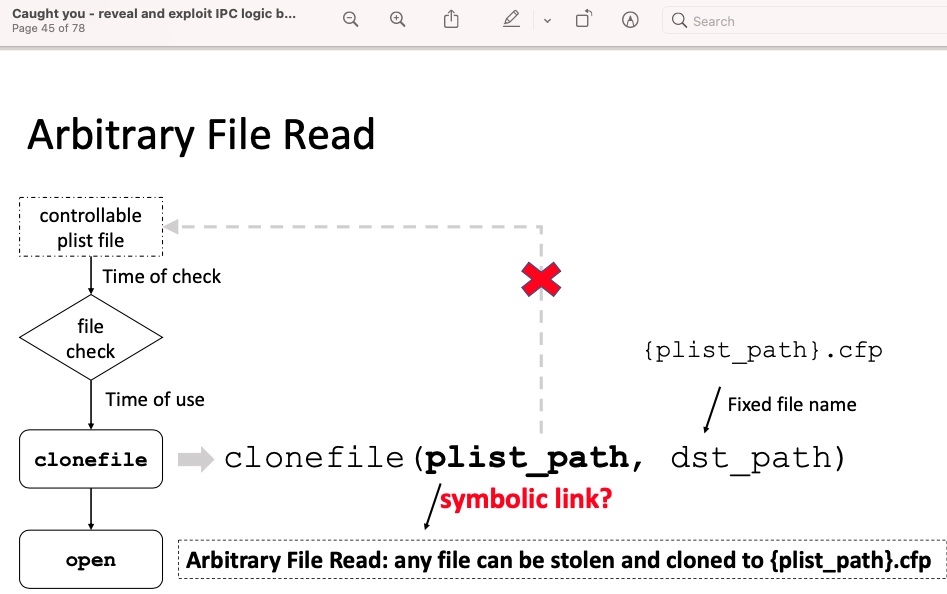 Caught you - reveal and exploit IPC logic b...
Page 45 of 78
Search
Arbitrary File Read
controllable
plist file
Time of check
file
check
{plist_path}.cfp
Time of use
Fixed file name
clonefile
clonefile(plist_path, dst_path)
symbolic link?
open
Arbitrary File Read: any file can be stolen and cloned to {plist_path}.cfp